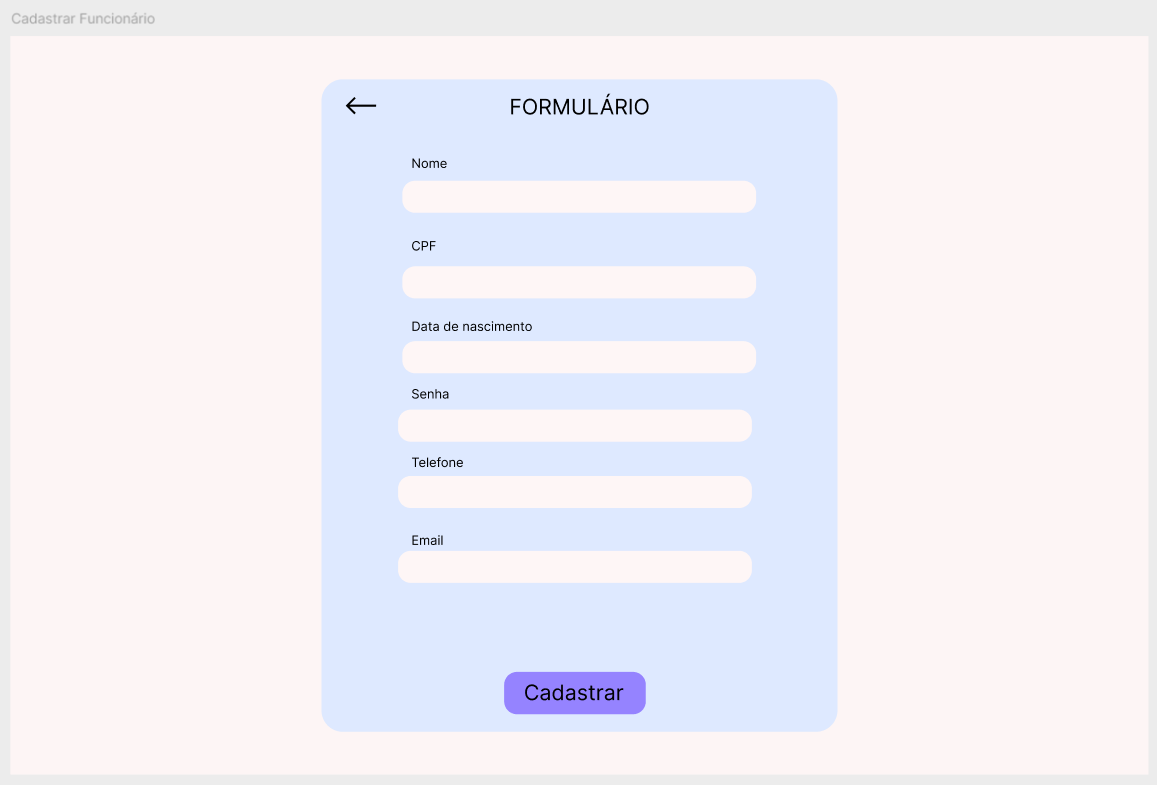 Cadastrar Funcionário
FORMULÁRIO
Nome
CPF
Data de nascimento
Senha
Telefone
Email
Cadastrar